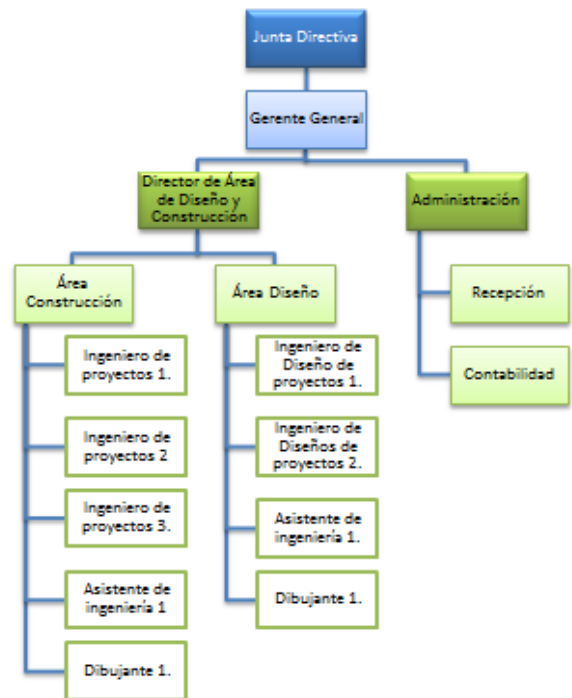 Junta Directiva
Gerente General
Director de Área
de Diseño y
Construcción
Administración
Área
Construcción
Área Diseño
Recepción
Contabilidad
Ingeniero de
proyectos 1.
Ingeniero de
proyectos 2
Ingeniero de
proyectos 3.
Asistente de
ingeniería 1
Dibujante 1.
Ingeniero de
Diseño de
proyectos 1.
Ingeniero de
Diseños de
proyectos 2.
Asistente de
ingeniería 1.
Dibujante 1.